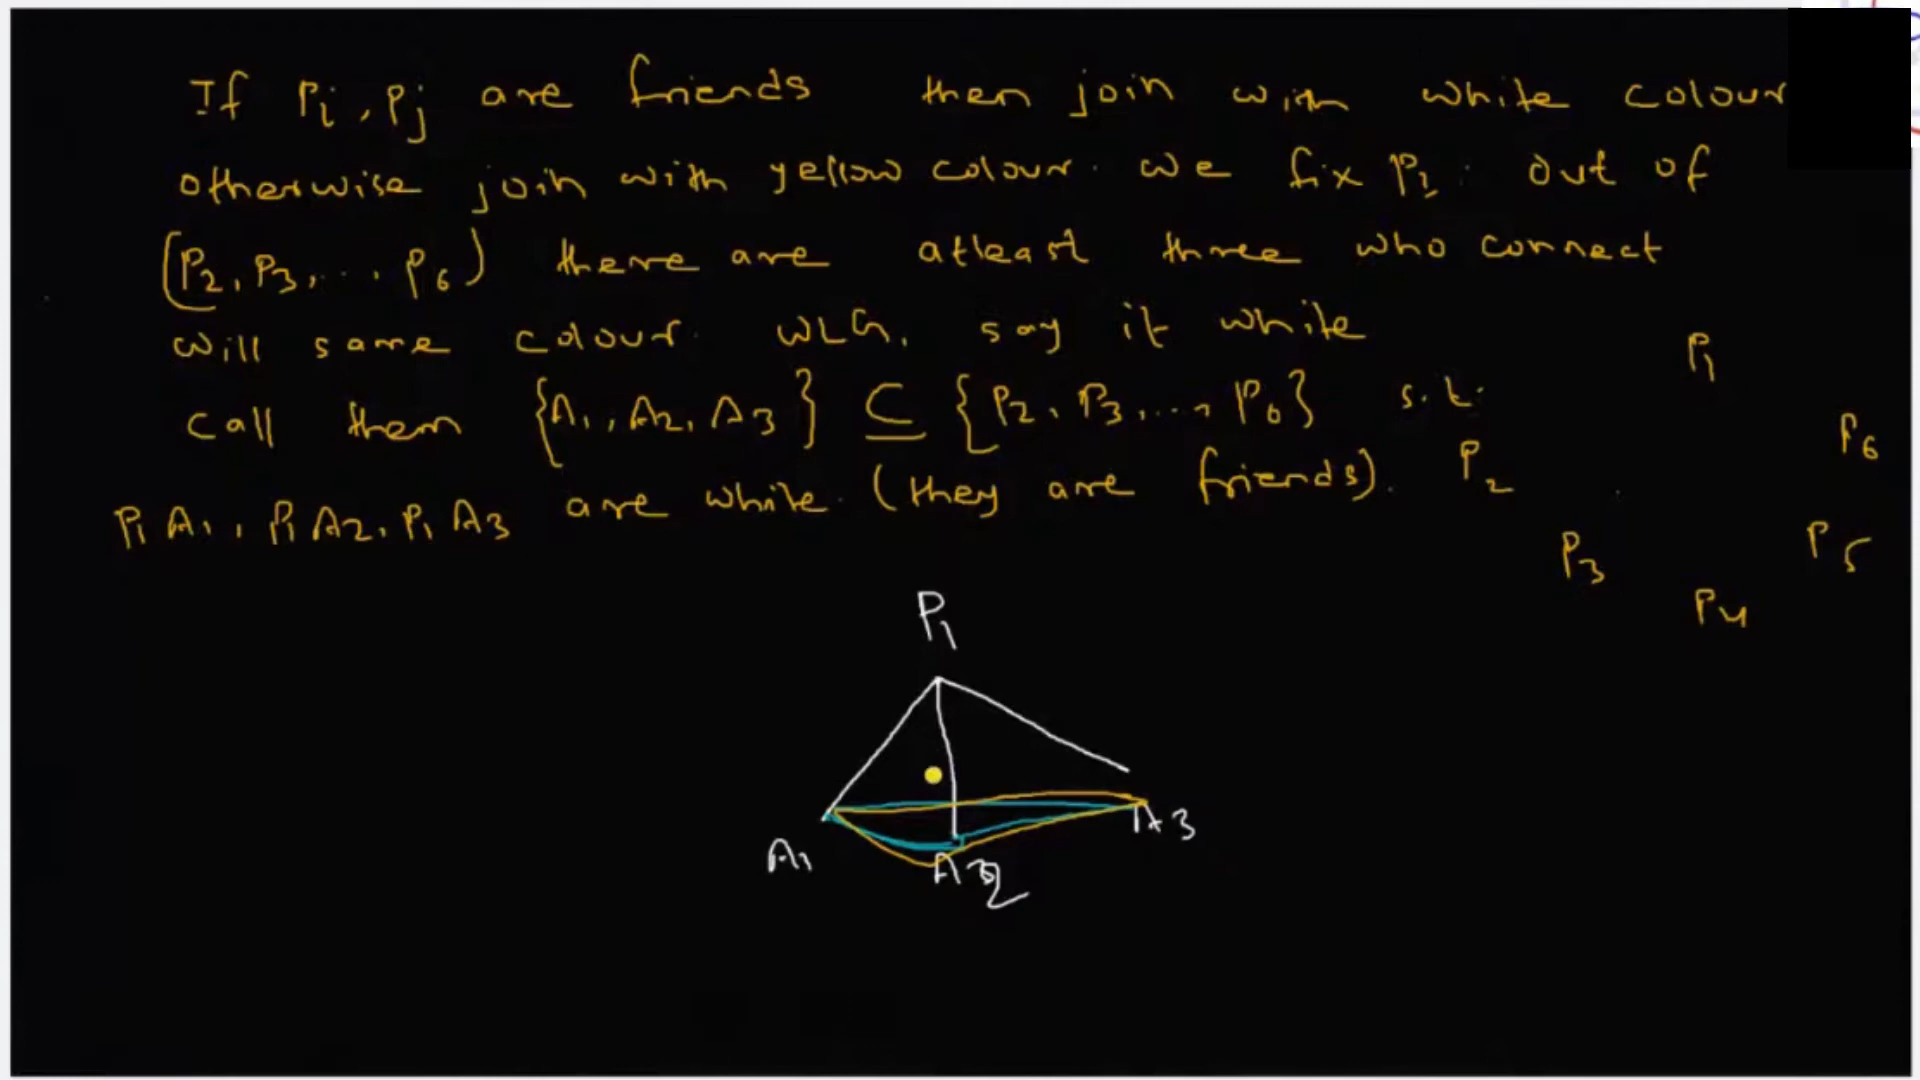 If Pi, Pj are friends then join with white colour
otherwise join with yellow colour. We fix P1. Out of
(P2, P3, ... P6) there are atleast three who connect
will same colour. WLG, say it white
call them {A1, A2, A3} ⊆ {P2, P3, ..., P6} s.t.
P1 A1, P1 A2, P1 A3 are white. (they are friends).
P1
P6
P2
P5
P3
P4
P1
A1
A2
A3